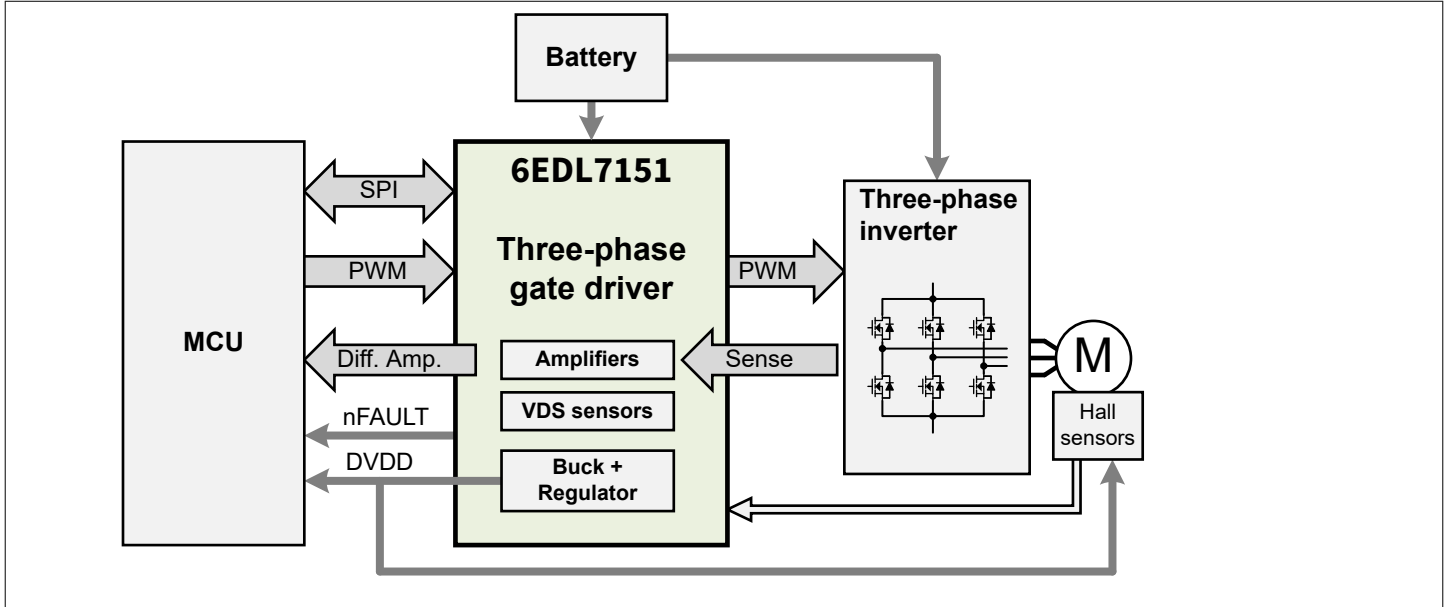 Battery
6EDL7151
Three-phase
gate driver
SPI
PWM
MCU
Diff. Amp.
nFAULT
DVDD
Amplifiers
VDS sensors
Buck +
Regulator
PWM
Sense
Three-phase
inverter
M
Hall
sensors